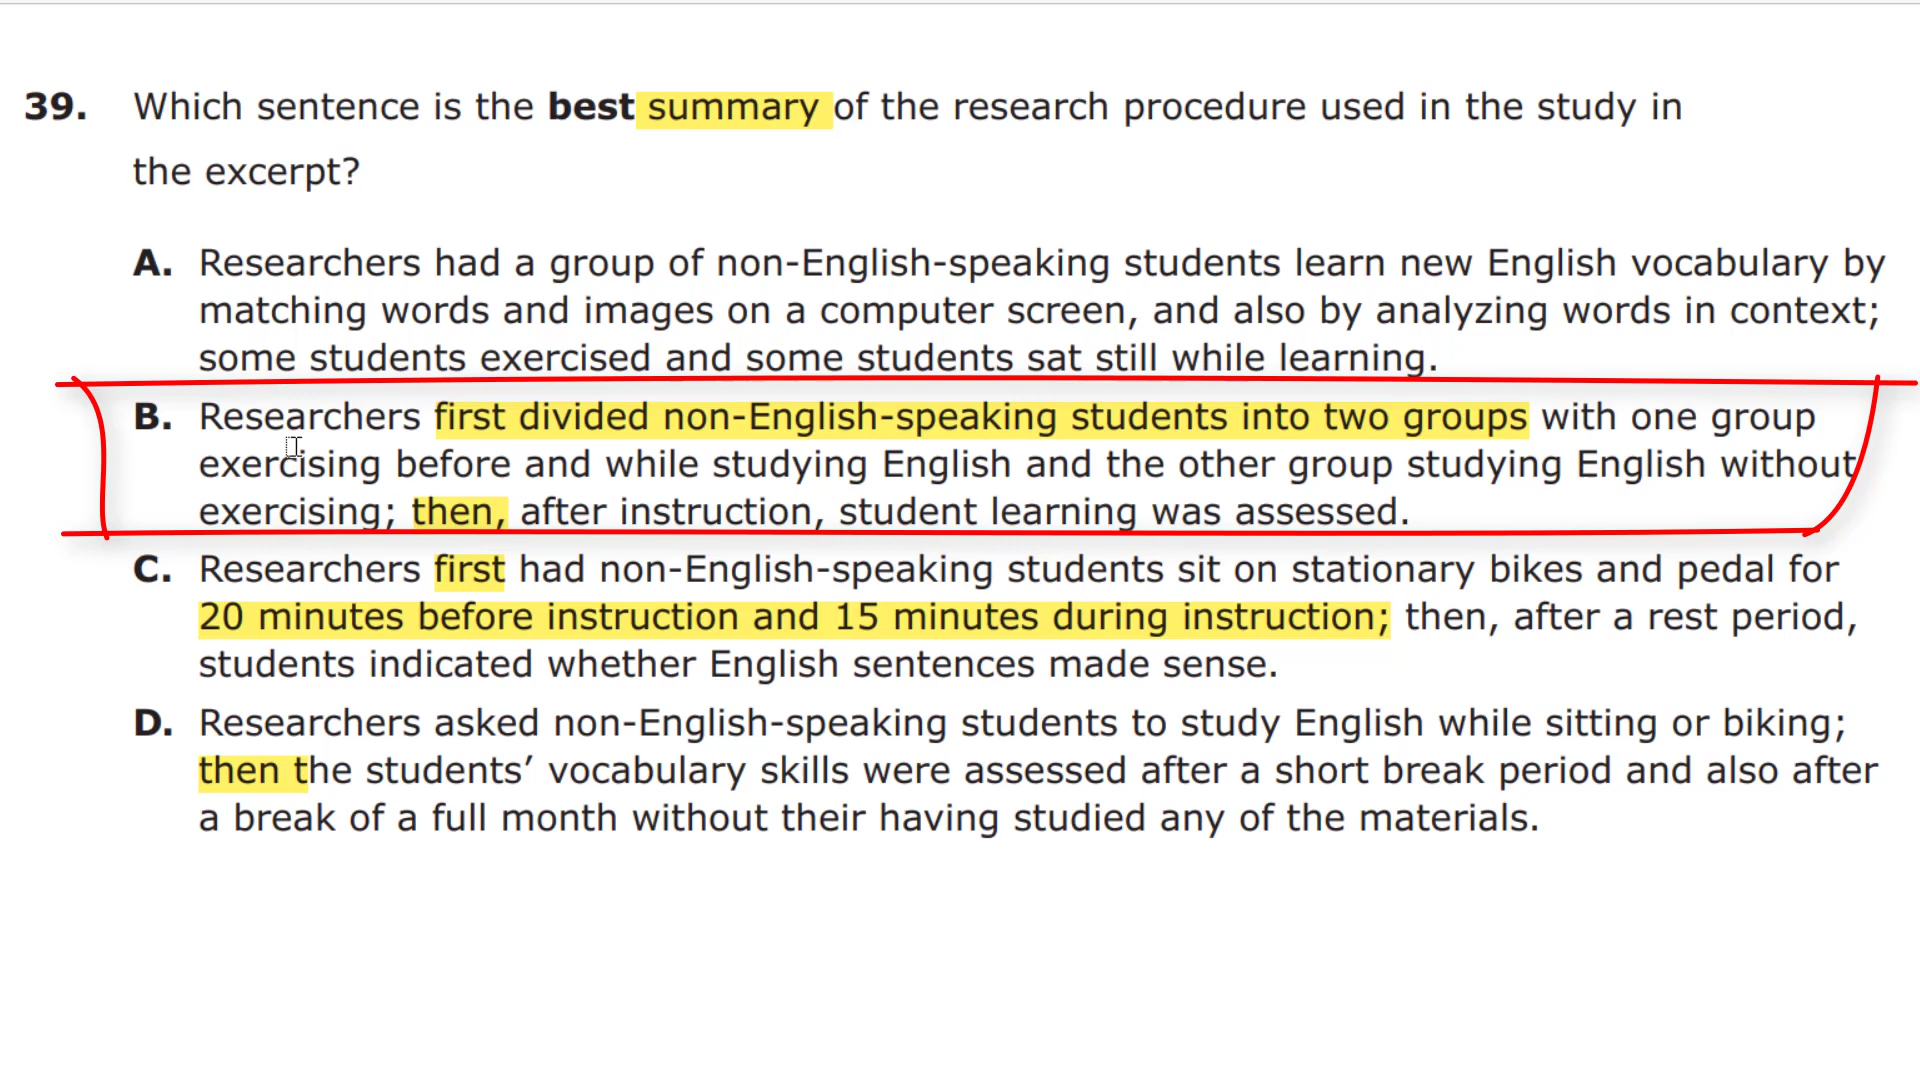 39. Which sentence is the best summary of the research procedure used in the study in
the excerpt?
A. Researchers had a group of non-English-speaking students learn new English vocabulary by
matching words and images on a computer screen, and also by analyzing words in context;
some students exercised and some students sat still while learning.
B. Researchers first divided non-English-speaking students into two groups with one group
exercising before and while studying English and the other group studying English without
exercising; then, after instruction, student learning was assessed.
C. Researchers first had non-English-speaking students sit on stationary bikes and pedal for
20 minutes before instruction and 15 minutes during instruction; then, after a rest period,
students indicated whether English sentences made sense.
D. Researchers asked non-English-speaking students to study English while sitting or biking;
then the students’ vocabulary skills were assessed after a short break period and also after
a break of a full month without their having studied any of the materials.